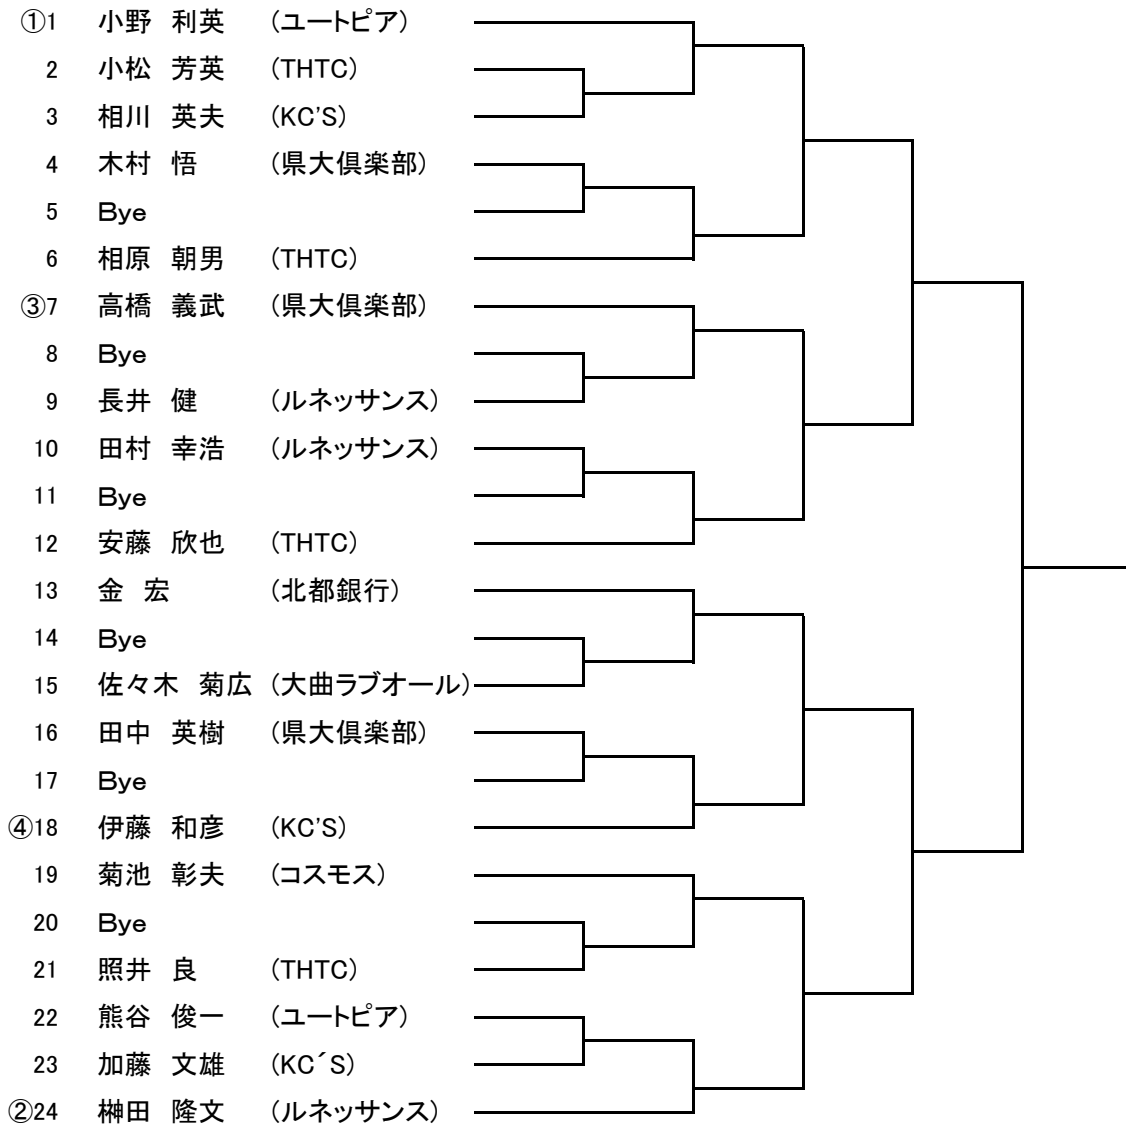 ①1 小野 利英 (ユートピア)
2 小松 芳英 (THTC)
3 相川 英夫 (KC'S)
4 木村 悟 (県大倶楽部)
5 Bye
6 相原 朝男 (THTC)
③7 高橋 義武 (県大倶楽部)
8 Bye
9 長井 健 (ルネッサンス)
10 田村 幸浩 (ルネッサンス)
11 Bye
12 安藤 欣也 (THTC)
13 金 宏 (北都銀行)
14 Bye
15 佐々木 菊広 (大曲ラブオール)
16 田中 英樹 (県大倶楽部)
17 Bye
④18 伊藤 和彦 (KC'S)
19 菊池 彰夫 (コスモス)
20 Bye
21 照井 良 (THTC)
22 熊谷 俊一 (ユートピア)
23 加藤 文雄 (KC´S)
②24 榊田 隆文 (ルネッサンス)